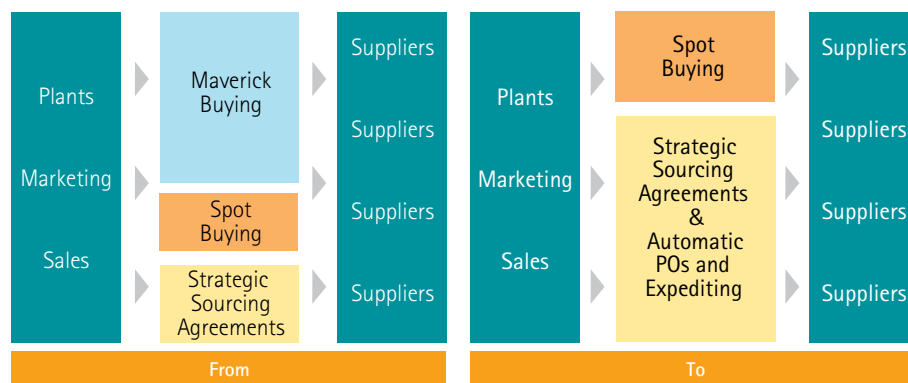 Plants
Marketing
Sales
Maverick
Buying
Spot
Buying
Strategic
Sourcing
Agreements
Suppliers
Suppliers
Suppliers
Suppliers
From
Plants
Marketing
Sales
Spot
Buying
Strategic
Sourcing
Agreements
&
Automatic
POs and
Expediting
Suppliers
Suppliers
Suppliers
Suppliers
To